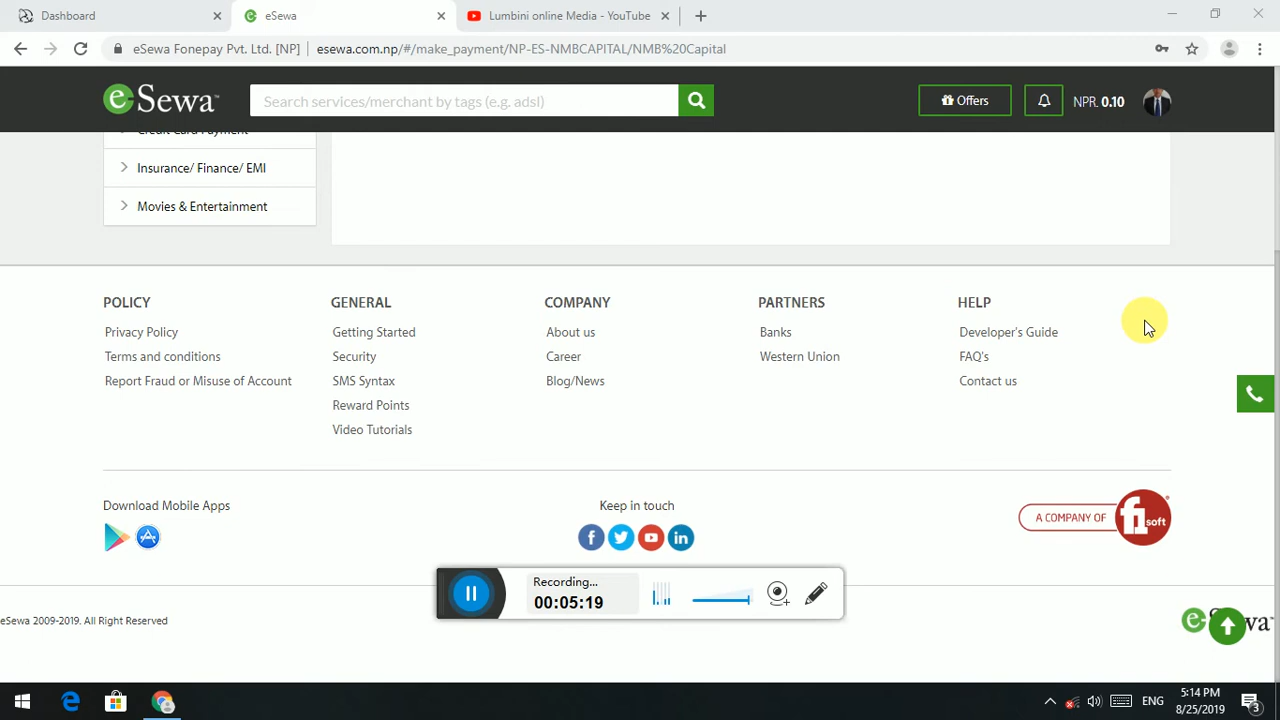 Dashboard
eSewa
Lumbini online Media - YouTube
eSewa Fonepay Pvt. Ltd. [NP]
esewa.com.np/#/make_payment/NP-ES-NMBCAPITAL/NMB%20Capital
eSewa™
Search services/merchant by tags (e.g. adsl)
Offers
NPR. 0.10
Credit Card Payment
Insurance/ Finance/ EMI
Movies & Entertainment
POLICY
Privacy Policy
Terms and conditions
Report Fraud or Misuse of Account
GENERAL
Getting Started
Security
SMS Syntax
Reward Points
Video Tutorials
COMPANY
About us
Career
Blog/News
PARTNERS
Banks
Western Union
HELP
Developer's Guide
FAQ's
Contact us
Download Mobile Apps
Keep in touch
A COMPANY OF
f1soft
Recording...
00:05:19
eSewa 2009-2019. All Right Reserved
ENG
5:14 PM
8/25/2019
3